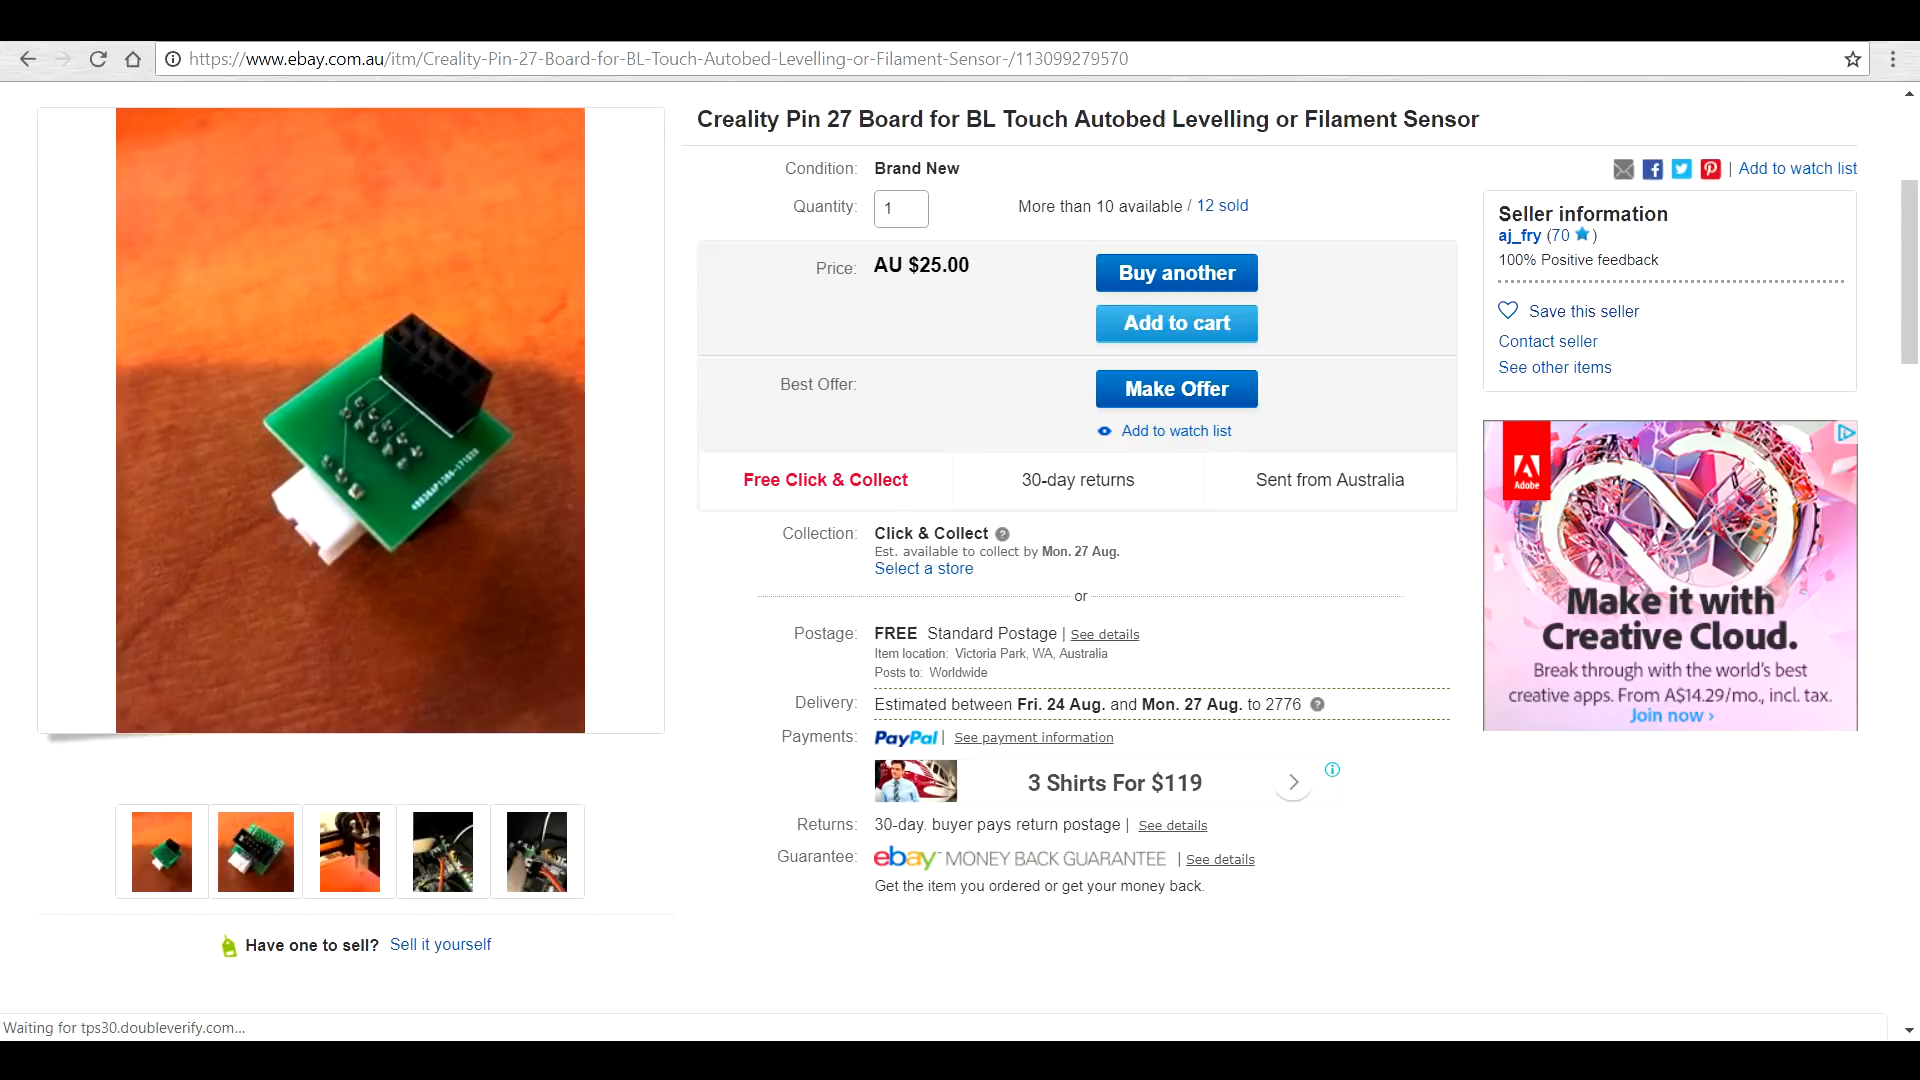 https://www.ebay.com.au/itm/Creality-Pin-27-Board-for-BL-Touch-Autobed-Levelling-or-Filament-Sensor-/113099279570
Creality Pin 27 Board for BL Touch Autobed Levelling or Filament Sensor
Condition: Brand New
| Add to watch list
Quantity: 1 More than 10 available / 12 sold
Price: AU $25.00
Buy another
Add to cart
Best Offer:
Make Offer
Add to watch list
Free Click & Collect 30-day returns Sent from Australia
Collection: Click & Collect
Est. available to collect by Mon. 27 Aug.
Select a store
or
Postage: FREE Standard Postage | See details
Item location: Victoria Park, WA, Australia
Posts to: Worldwide
Delivery: Estimated between Fri. 24 Aug. and Mon. 27 Aug. to 2776
Payments: PayPal | See payment information
3 Shirts For $119
Returns: 30-day. buyer pays return postage | See details
Guarantee: ebay MONEY BACK GUARANTEE | See details
Get the item you ordered or get your money back.
Seller information
aj_fry (70 )
100% Positive feedback
Save this seller
Contact seller
See other items
Adobe
Make it with
Creative Cloud.
Break through with the world's best
creative apps. From A$14.29/mo., incl. tax.
Join now ›
Have one to sell? Sell it yourself
Waiting for tps30.doubleverify.com...